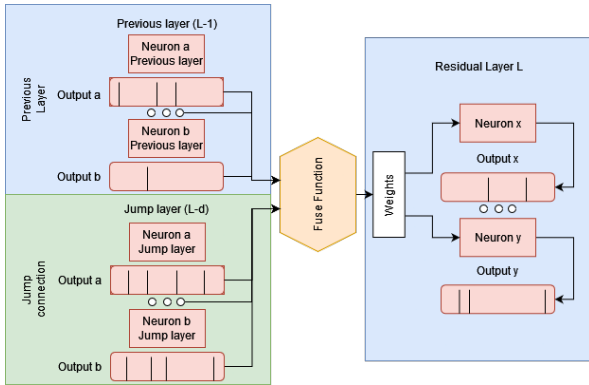 Previous layer (L-1)
Neuron a
Previous layer
Previous
Layer
Output a
Neuron b
Previous layer
Output b
Jump layer (L-d)
Neuron a
Jump layer
Jump
connection
Output a
Neuron b
Jump layer
Output b
Fuse Function
Weights
Residual Layer L
Neuron x
Output x
Neuron y
Output y